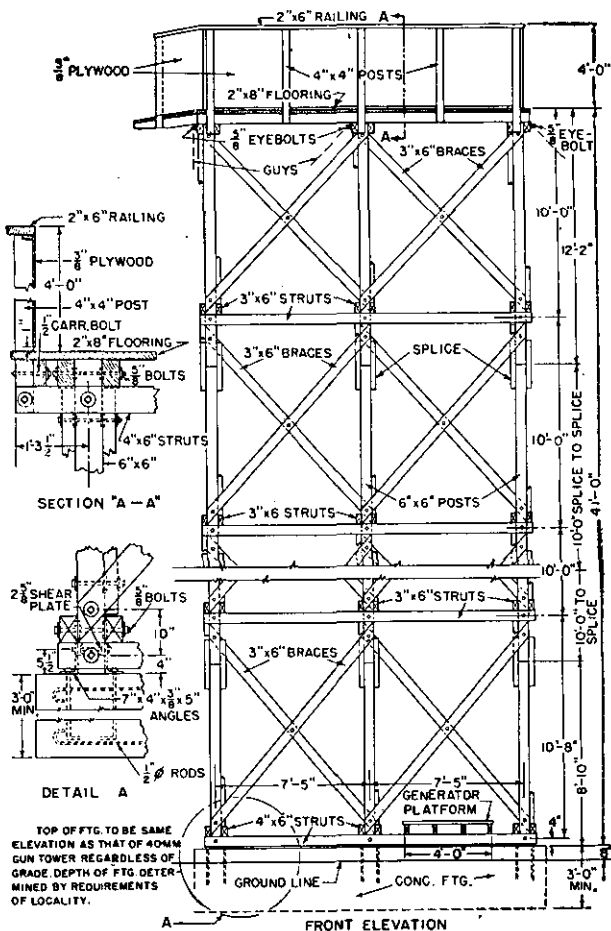 2"x6"RAILING A
PLYWOOD
4"x4"POSTS
2"x8"FLOORING
4'-0"
5/8" EYEBOLTS
A
GUYS
3"x6"BRACES
5/8" EYE-
BOLT
2"x6"RAILING
3/8" PLYWOOD
4'-0"
4"x4"POST
1/2" CARR. BOLT
2"x8"FLOORING
5/8" BOLTS
4"x6"STRUTS
1'-3 1/2"
6"x6"
SECTION "A-A"
10'-0"
12'-2"
3"x6"STRUTS
3"x6"BRACES
SPLICE
10'-0"
3"x6 STRUTS
6"x6" POSTS
10'-0" SPLICE TO SPLICE
41'-0"
10'-0"
3"x6"STRUTS
10'-0" TO
SPLICE
2 5/8" SHEAR
PLATE
5/8" BOLTS
10"
5 1/2"
4"
3'-0"
MIN
7"x4"x3/8"x5"
ANGLES
1/2" Ø RODS
DETAIL A
3"x6"BRACES
10'-8"
8'-10"
7'-5"
7'-5"
GENERATOR
PLATFORM
4"x6"STRUTS
4'-0"
4"
TOP OF FTG. TO BE SAME
ELEVATION AS THAT OF 40MM
GUN TOWER REGARDLESS OF
GRADE. DEPTH OF FTG. DETER-
MINED BY REQUIREMENTS
OF LOCALITY.
GROUND LINE
CONC. FTG.
3'-0"
MIN.
A
FRONT ELEVATION